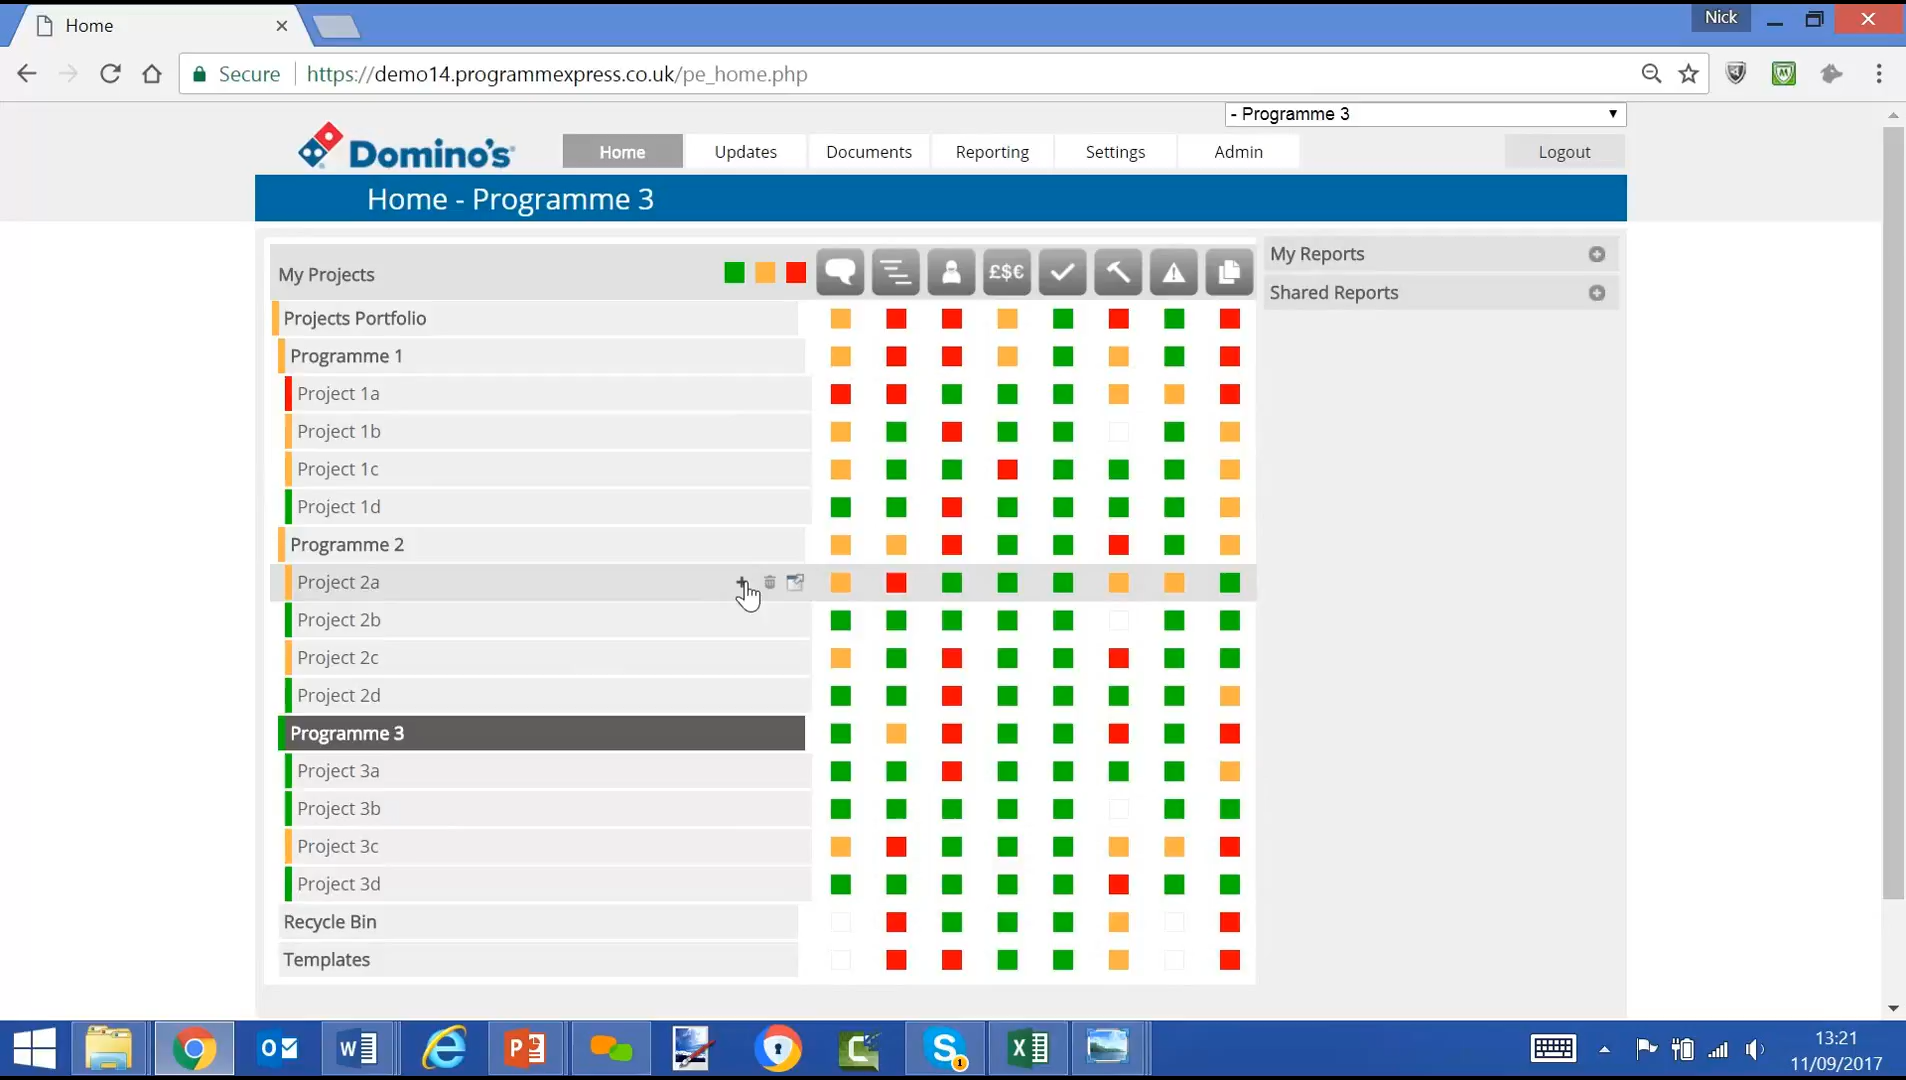 Home
Nick
Secure
https://demo14.programmexpress.co.uk/pe_home.php
- Programme 3
Domino's
Home
Updates
Documents
Reporting
Settings
Admin
Logout
Home - Programme 3
My Projects
£$€
My Reports
Shared Reports
Projects Portfolio
Programme 1
Project 1a
Project 1b
Project 1c
Project 1d
Programme 2
Project 2a
Project 2b
Project 2c
Project 2d
Programme 3
Project 3a
Project 3b
Project 3c
Project 3d
Recycle Bin
Templates
13:21
11/09/2017